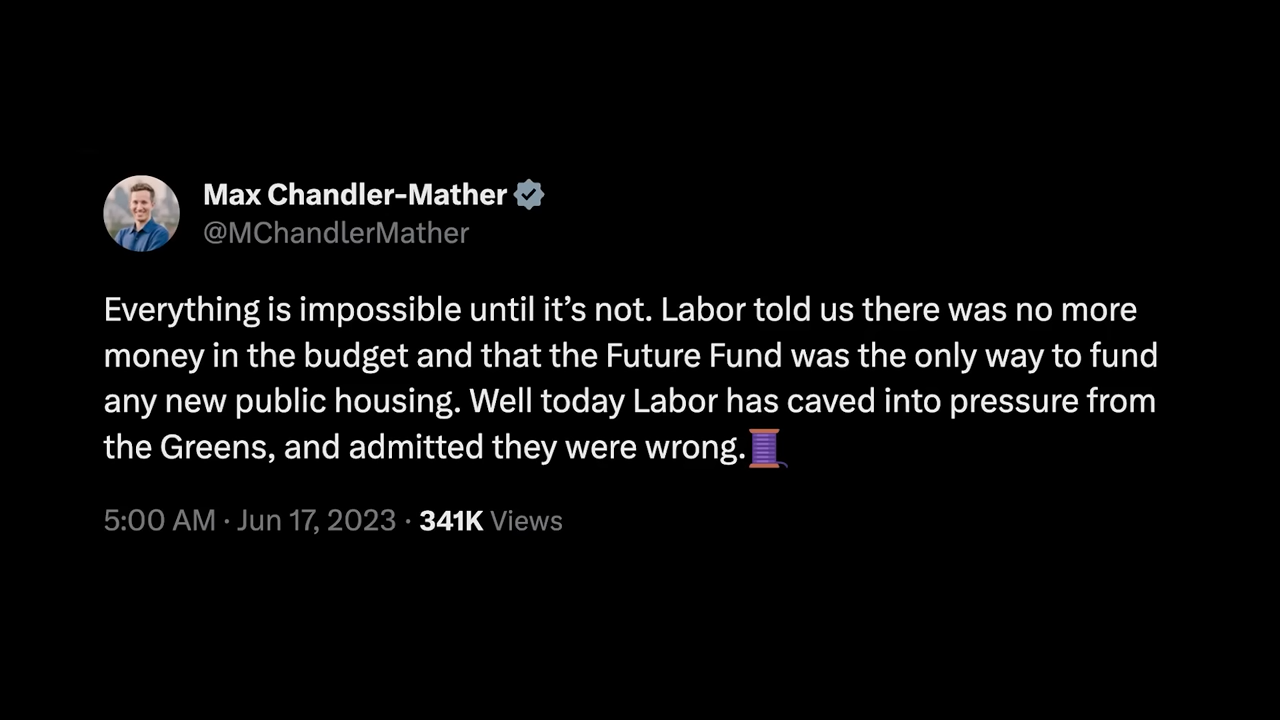 Max Chandler-Mather
@MChandlerMather
Everything is impossible until it’s not. Labor told us there was no more
money in the budget and that the Future Fund was the only way to fund
any new public housing. Well today Labor has caved into pressure from
the Greens, and admitted they were wrong.🧵
5:00 AM · Jun 17, 2023 · 341K Views